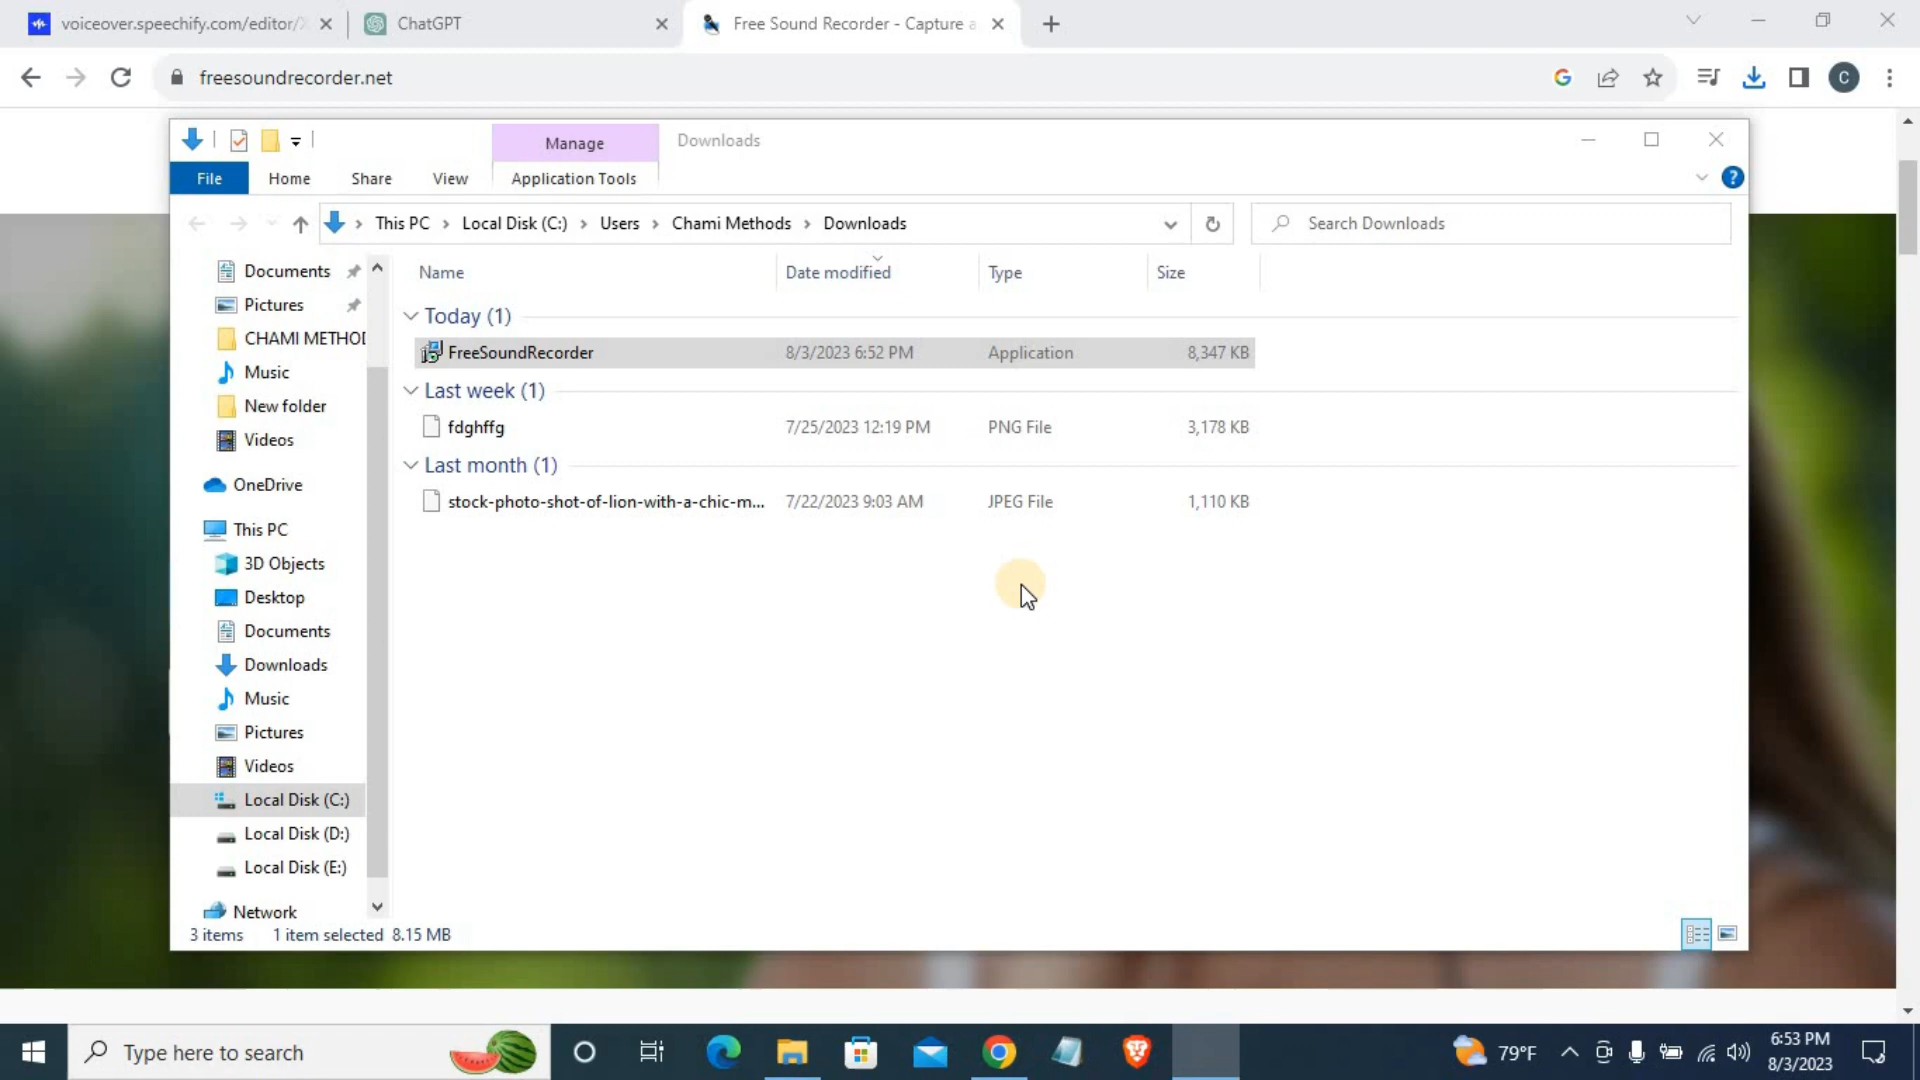 voiceover.speechify.com/editor/
ChatGPT
Free Sound Recorder - Capture a
freesoundrecorder.net
C
Manage
Downloads
File
Home
Share
View
Application Tools
This PC
Local Disk (C:)
Users
Chami Methods
Downloads
Search Downloads
Name
Date modified
Type
Size
Documents
Pictures
CHAMI METHOD
Music
New folder
Videos
OneDrive
This PC
3D Objects
Desktop
Documents
Downloads
Music
Pictures
Videos
Local Disk (C:)
Local Disk (D:)
Local Disk (E:)
Network
Today (1)
FreeSoundRecorder 8/3/2023 6:52 PM Application 8,347 KB
Last week (1)
fdghffg 7/25/2023 12:19 PM PNG File 3,178 KB
Last month (1)
stock-photo-shot-of-lion-with-a-chic-m... 7/22/2023 9:03 AM JPEG File 1,110 KB
3 items 1 item selected 8.15 MB
Type here to search
79°F
6:53 PM
8/3/2023